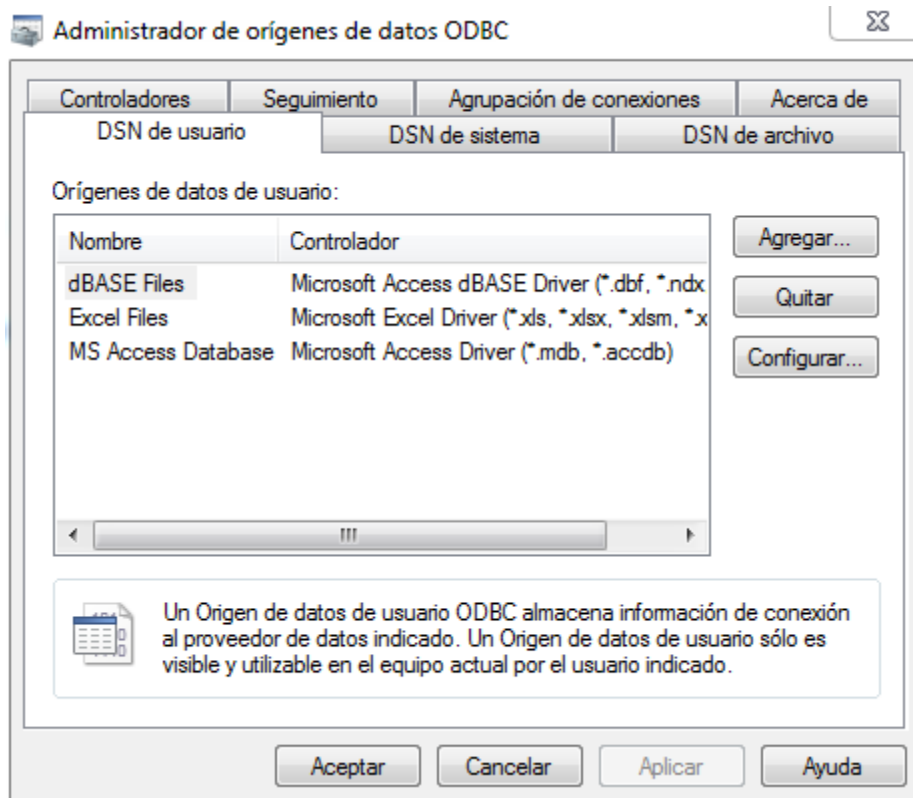 Administrador de orígenes de datos ODBC
Controladores Seguimiento Agrupación de conexiones Acerca de
DSN de usuario DSN de sistema DSN de archivo
Orígenes de datos de usuario:
Nombre Controlador
dBASE Files Microsoft Access dBASE Driver (*.dbf, *.ndx
Excel Files Microsoft Excel Driver (*.xls, *.xlsx, *.xlsm, *.x
MS Access Database Microsoft Access Driver (*.mdb, *.accdb)
Agregar...
Quitar
Configurar...
Un Origen de datos de usuario ODBC almacena información de conexión
al proveedor de datos indicado. Un Origen de datos de usuario sólo es
visible y utilizable en el equipo actual por el usuario indicado.
Aceptar Cancelar Aplicar Ayuda